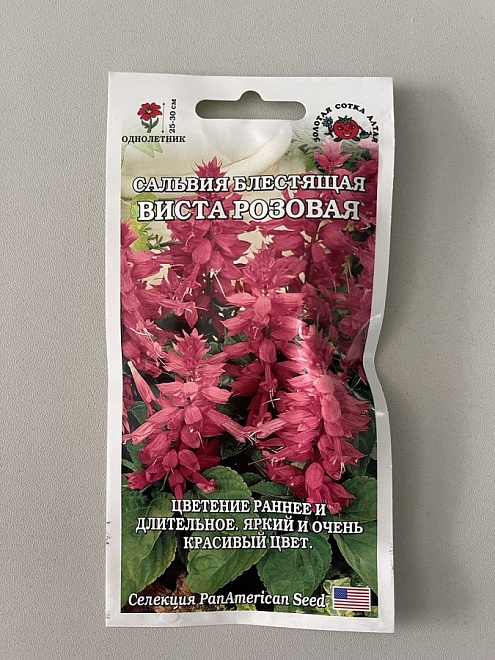 25-30 см
ОДНОЛЕТНИК
ЗОЛОТАЯ СОТКА АЛТАЯ
САЛЬВИЯ БЛЕСТЯЩАЯ
ВИСТА РОЗОВАЯ
ЦВЕТЕНИЕ РАННЕЕ И
ДЛИТЕЛЬНОЕ. ЯРКИЙ И ОЧЕНЬ
КРАСИВЫЙ ЦВЕТ.
Селекция PanAmerican Seed